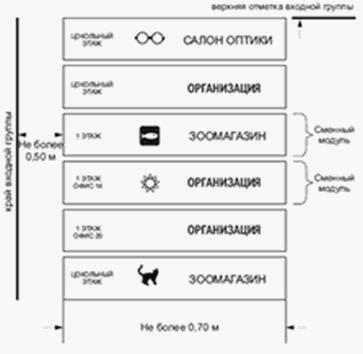 верхняя отметка входной группы
ЦОКОЛЬНЫЙ
ЭТАЖ
САЛОН ОПТИКИ
ЦОКОЛЬНЫЙ
ЭТАЖ
ОРГАНИЗАЦИЯ
1 ЭТАЖ
ЗООМАГАЗИН
Сменный
модуль
край входной группы
Не более
0,50 м
1 ЭТАЖ
ОФИС 14
ОРГАНИЗАЦИЯ
Сменный
модуль
1 ЭТАЖ
ОФИС 20
ОРГАНИЗАЦИЯ
ЦОКОЛЬНЫЙ
ЭТАЖ
ЗООМАГАЗИН
Не более 0,70 м